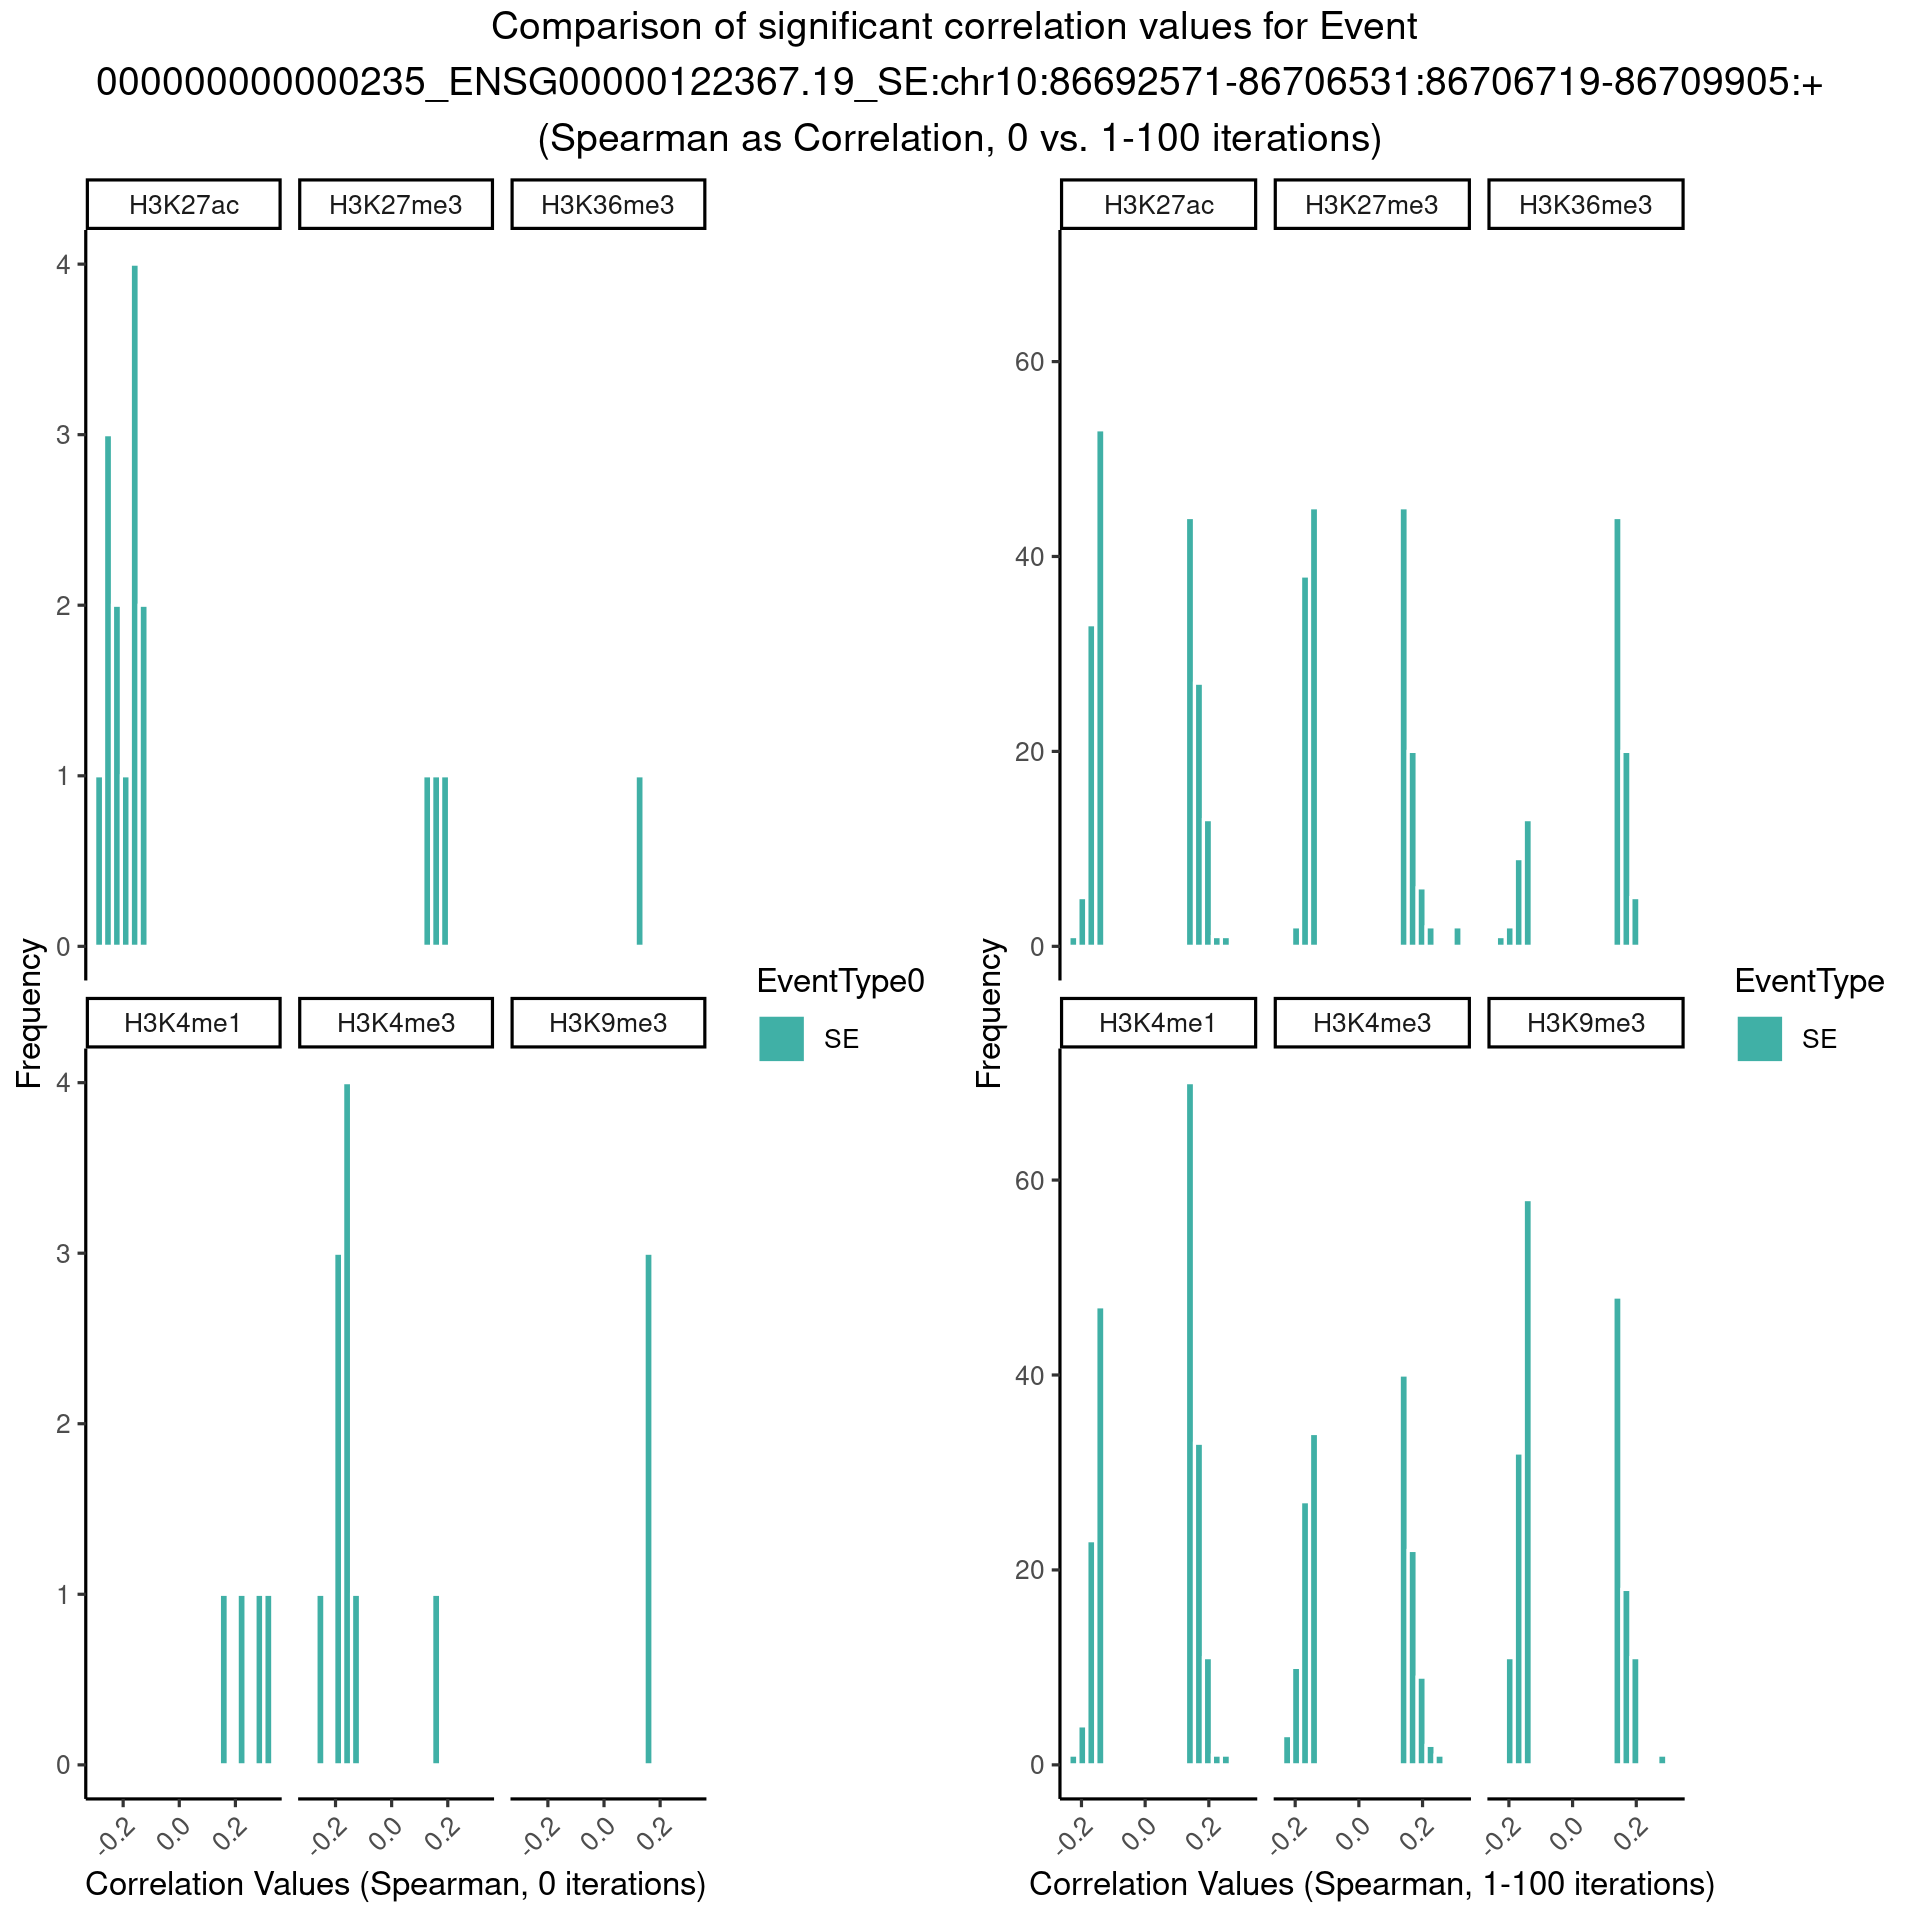 Comparison of significant correlation values for Event
000000000000235_ENSG00000122367.19_SE:chr10:86692571-86706531:86706719-86709905:+
(Spearman as Correlation, 0 vs. 1-100 iterations)
H3K27ac H3K27me3 H3K36me3
4
3
2
1
0
H3K4me1 H3K4me3 H3K9me3
4
3
2
1
0
-0.2 0.0 0.2 -0.2 0.0 0.2 -0.2 0.0 0.2
Frequency
Correlation Values (Spearman, 0 iterations)
EventType0
SE
H3K27ac H3K27me3 H3K36me3
60
40
20
0
H3K4me1 H3K4me3 H3K9me3
60
40
20
0
-0.2 0.0 0.2 -0.2 0.0 0.2 -0.2 0.0 0.2
Frequency
Correlation Values (Spearman, 1-100 iterations)
EventType
SE